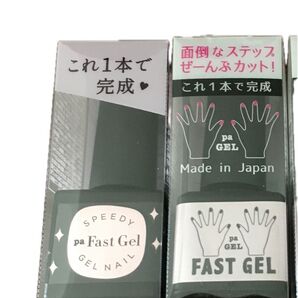 これ1本で
完成♥
SPEEDY
pa Fast Gel
GEL NAIL
面倒なステップ
ぜーんぶカット!
これ1本で完成
pa
GEL
Made in Japan
pa
GEL
FAST GEL